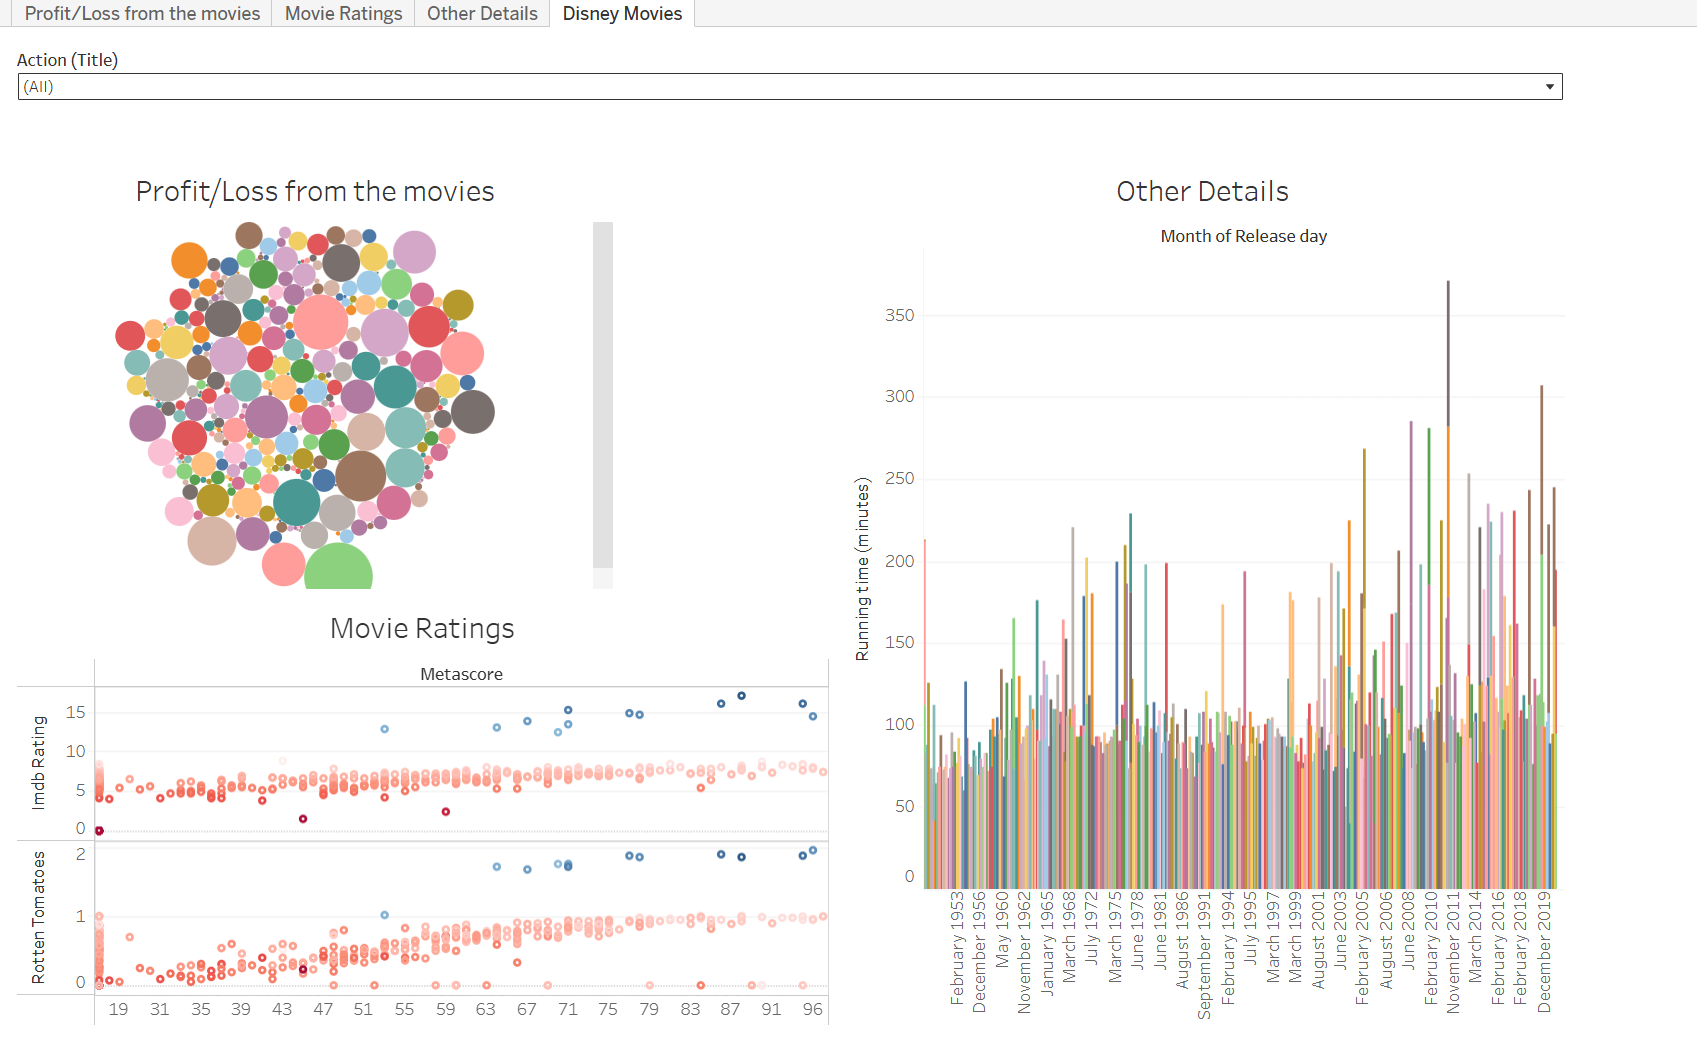 Profit/Loss from the movies
Movie Ratings
Other Details
Disney Movies
Action (Title)
(All)
Profit/Loss from the movies
Movie Ratings
Metascore
Imdb Rating
15
10
5
0
Rotten Tomatoes
2
1
0
19 31 35 39 43 47 51 55 59 63 67 71 75 79 83 87 91 96
Other Details
Month of Release day
Running time (minutes)
350
300
250
200
150
100
50
0
February 1953
December 1956
May 1960
November 1962
January 1965
March 1968
July 1972
March 1975
June 1978
June 1981
August 1986
September 1991
February 1994
July 1995
March 1997
March 1999
August 2001
June 2003
February 2005
August 2006
June 2008
February 2010
November 2011
March 2014
February 2016
February 2018
December 2019